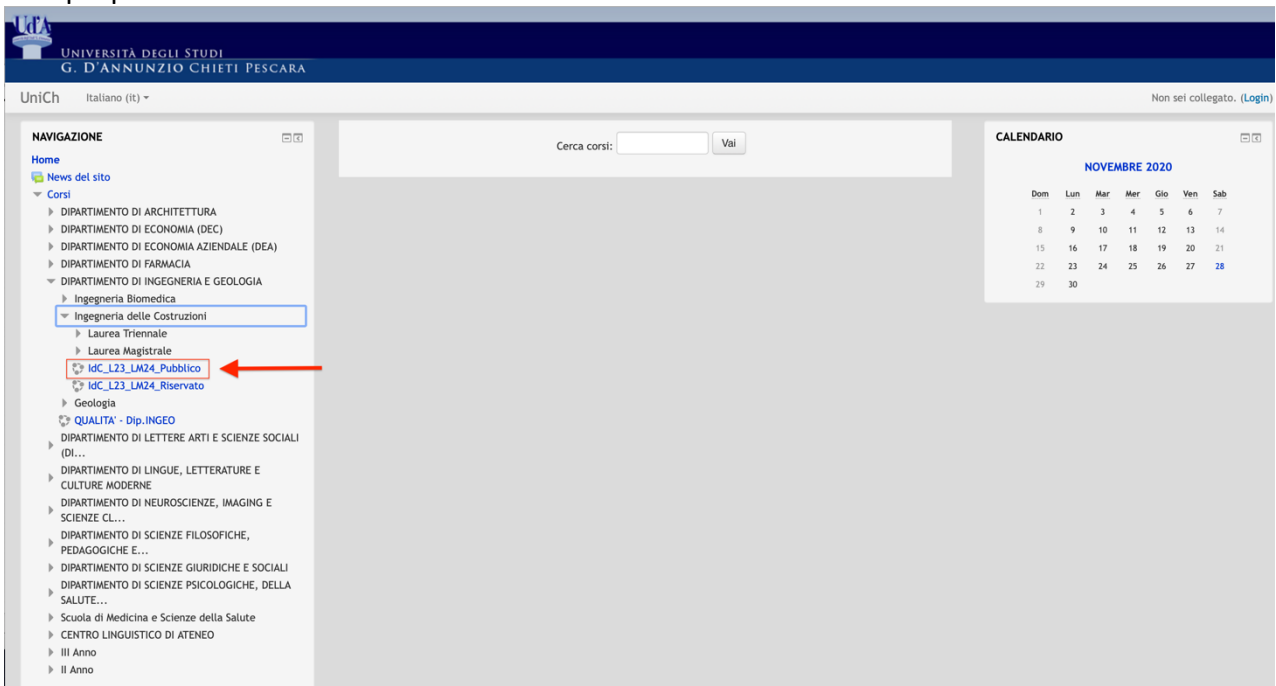 Ud'A
UNIVERSITÀ DEGLI STUDI
G. D'ANNUNZIO CHIETI PESCARA
UniCh
Italiano (it)
Non sei collegato. (Login)
NAVIGAZIONE
Home
News del sito
Corsi
DIPARTIMENTO DI ARCHITETTURA
DIPARTIMENTO DI ECONOMIA (DEC)
DIPARTIMENTO DI ECONOMIA AZIENDALE (DEA)
DIPARTIMENTO DI FARMACIA
DIPARTIMENTO DI INGEGNERIA E GEOLOGIA
Ingegneria Biomedica
Ingegneria delle Costruzioni
Laurea Triennale
Laurea Magistrale
IdC_L23_LM24_Pubblico
IdC_L23_LM24_Riservato
Geologia
QUALITA' - Dip.INGEO
DIPARTIMENTO DI LETTERE ARTI E SCIENZE SOCIALI
(DI...
DIPARTIMENTO DI LINGUE, LETTERATURE E
CULTURE MODERNE
DIPARTIMENTO DI NEUROSCIENZE, IMAGING E
SCIENZE CL...
DIPARTIMENTO DI SCIENZE FILOSOFICHE,
PEDAGOGICHE E...
DIPARTIMENTO DI SCIENZE GIURIDICHE E SOCIALI
DIPARTIMENTO DI SCIENZE PSICOLOGICHE, DELLA
SALUTE...
Scuola di Medicina e Scienze della Salute
CENTRO LINGUISTICO DI ATENEO
III Anno
II Anno
Cerca corsi:
Vai
CALENDARIO
NOVEMBRE 2020
Dom Lun Mar Mer Gio Ven Sab
1 2 3 4 5 6 7
8 9 10 11 12 13 14
15 16 17 18 19 20 21
22 23 24 25 26 27 28
29 30